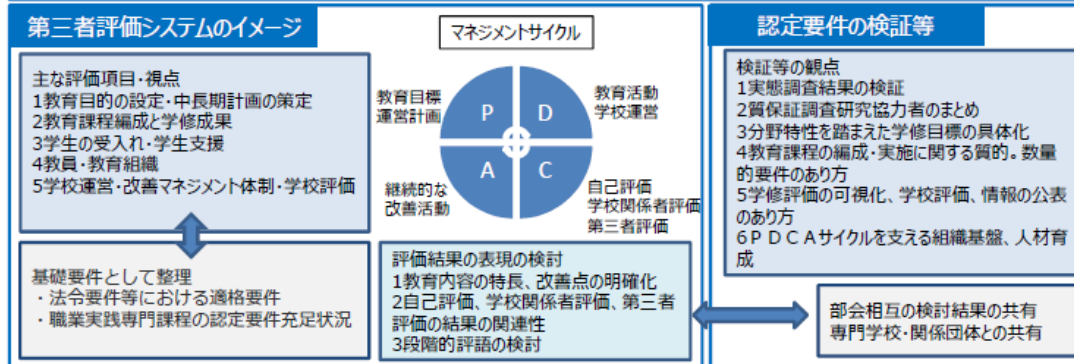 第三者評価システムのイメージ
主な評価項目・視点
1教育目的の設定・中長期計画の策定
2教育課程編成と学修成果
3学生の受入れ・学生支援
4教員・教育組織
5学校運営・改善マネジメント体制・学校評価
基礎要件として整理
・法令要件等における適格要件
・職業実践専門課程の認定要件充足状況
マネジメントサイクル
教育目標
運営計画
P
D
教育活動
学校運営
継続的な
改善活動
A
C
自己評価
学校関係者評価
第三者評価
評価結果の表現の検討
1教育内容の特長、改善点の明確化
2自己評価、学校関係者評価、第三者
評価の結果の関連性
3段階的評語の検討
認定要件の検証等
検証等の観点
1実態調査結果の検証
2質保証調査研究協力者のまとめ
3分野特性を踏まえた学修目標の具体化
4教育課程の編成・実施に関する質的。数量
的要件のあり方
5学修評価の可視化、学校評価、情報の公表
のあり方
6ＰＤＣＡサイクルを支える組織基盤、人材育
成
部会相互の検討結果の共有
専門学校・関係団体との共有